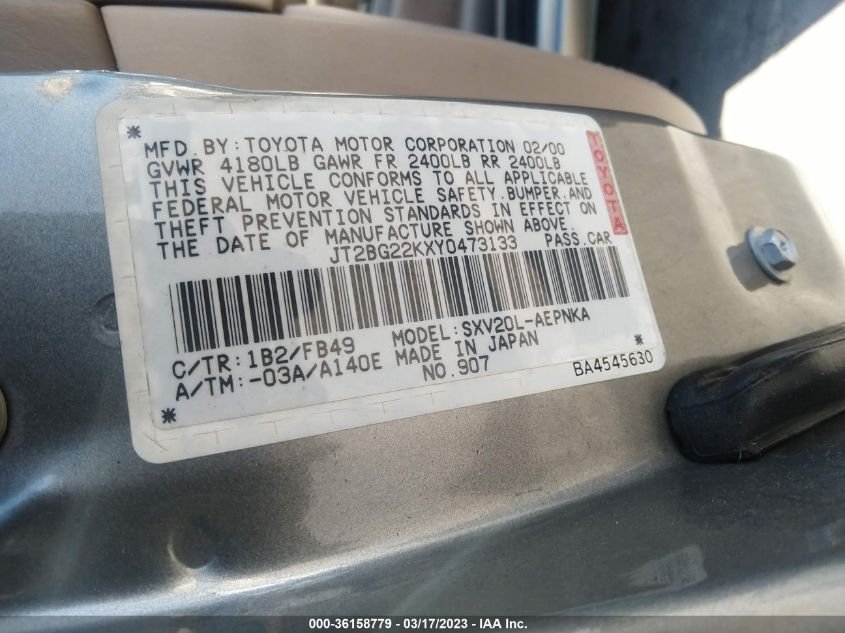 *
MFD. BY: TOYOTA MOTOR CORPORATION 02/00
GVWR 4180LB GAWR FR 2400LB RR 2400LB
THIS VEHICLE CONFORMS TO ALL APPLICABLE
FEDERAL MOTOR VEHICLE SAFETY, BUMPER, AND
THEFT PREVENTION STANDARDS IN EFFECT ON
THE DATE OF MANUFACTURE SHOWN ABOVE.
JT2BG22KXY0473133 PASS.CAR
TOYOTA
C/TR: 1B2/FB49 MODEL: SXV20L-AEPNKA
A/TM: -03A/A140E MADE IN JAPAN
*
NO.907 BA4545630
*
000-36158779 — 03/17/2023 — IAA Inc.